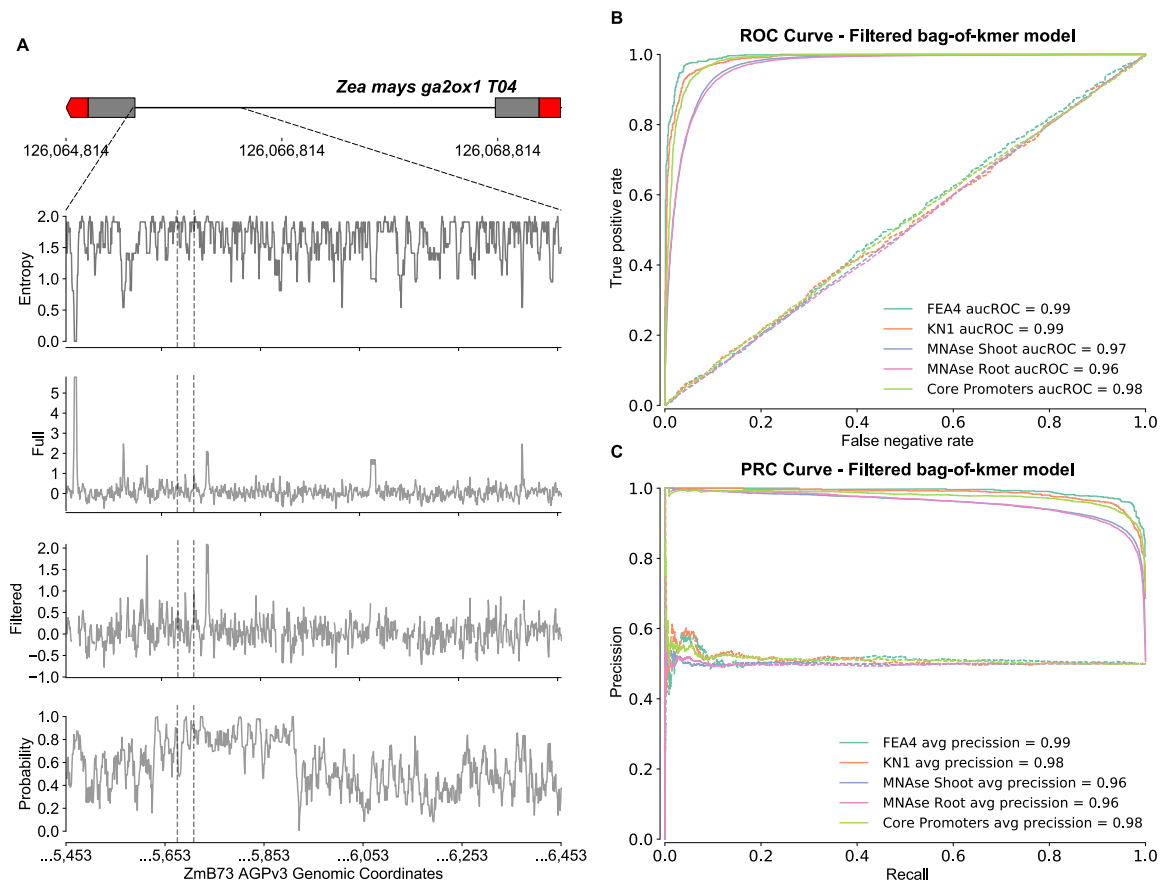 A
Zea mays ga2ox1 T04
126,064,814
126,066,814
126,068,814
2.0
1.5
1.0
0.5
0.0
Entropy
5
4
3
2
1
0
Full
2.0
1.5
1.0
0.5
0.0
−0.5
−1.0
Filtered
1.0
0.8
0.6
0.4
0.2
0.0
Probability
...5,453
...5,653
...5,853
...6,053
...6,253
...6,453
ZmB73 AGPv3 Genomic Coordinates
B
ROC Curve - Filtered bag-of-kmer model
1.0
0.8
0.6
0.4
0.2
0.0
True positive rate
FEA4 aucROC = 0.99
KN1 aucROC = 0.99
MNAse Shoot aucROC = 0.97
MNAse Root aucROC = 0.96
Core Promoters aucROC = 0.98
0.0
0.2
0.4
0.6
0.8
1.0
False negative rate
C
PRC Curve - Filtered bag-of-kmer model
1.0
0.8
0.6
0.4
0.2
0.0
Precission
FEA4 avg precission = 0.99
KN1 avg precission = 0.98
MNAse Shoot avg precission = 0.96
MNAse Root avg precission = 0.96
Core Promoters avg precission = 0.98
0.0
0.2
0.4
0.6
0.8
1.0
Recall